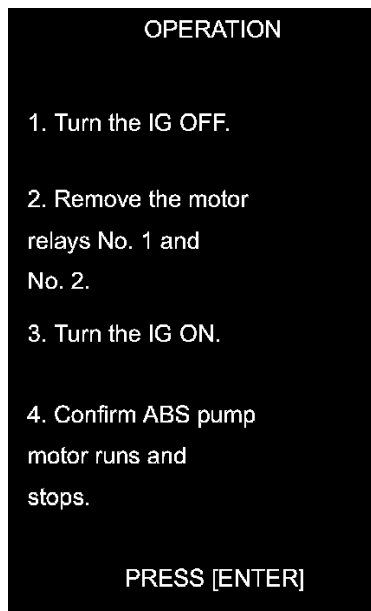 OPERATION
1. Turn the IG OFF.
2. Remove the motor
relays No. 1 and
No. 2.
3. Turn the IG ON.
4. Confirm ABS pump
motor runs and
stops.
PRESS [ENTER]